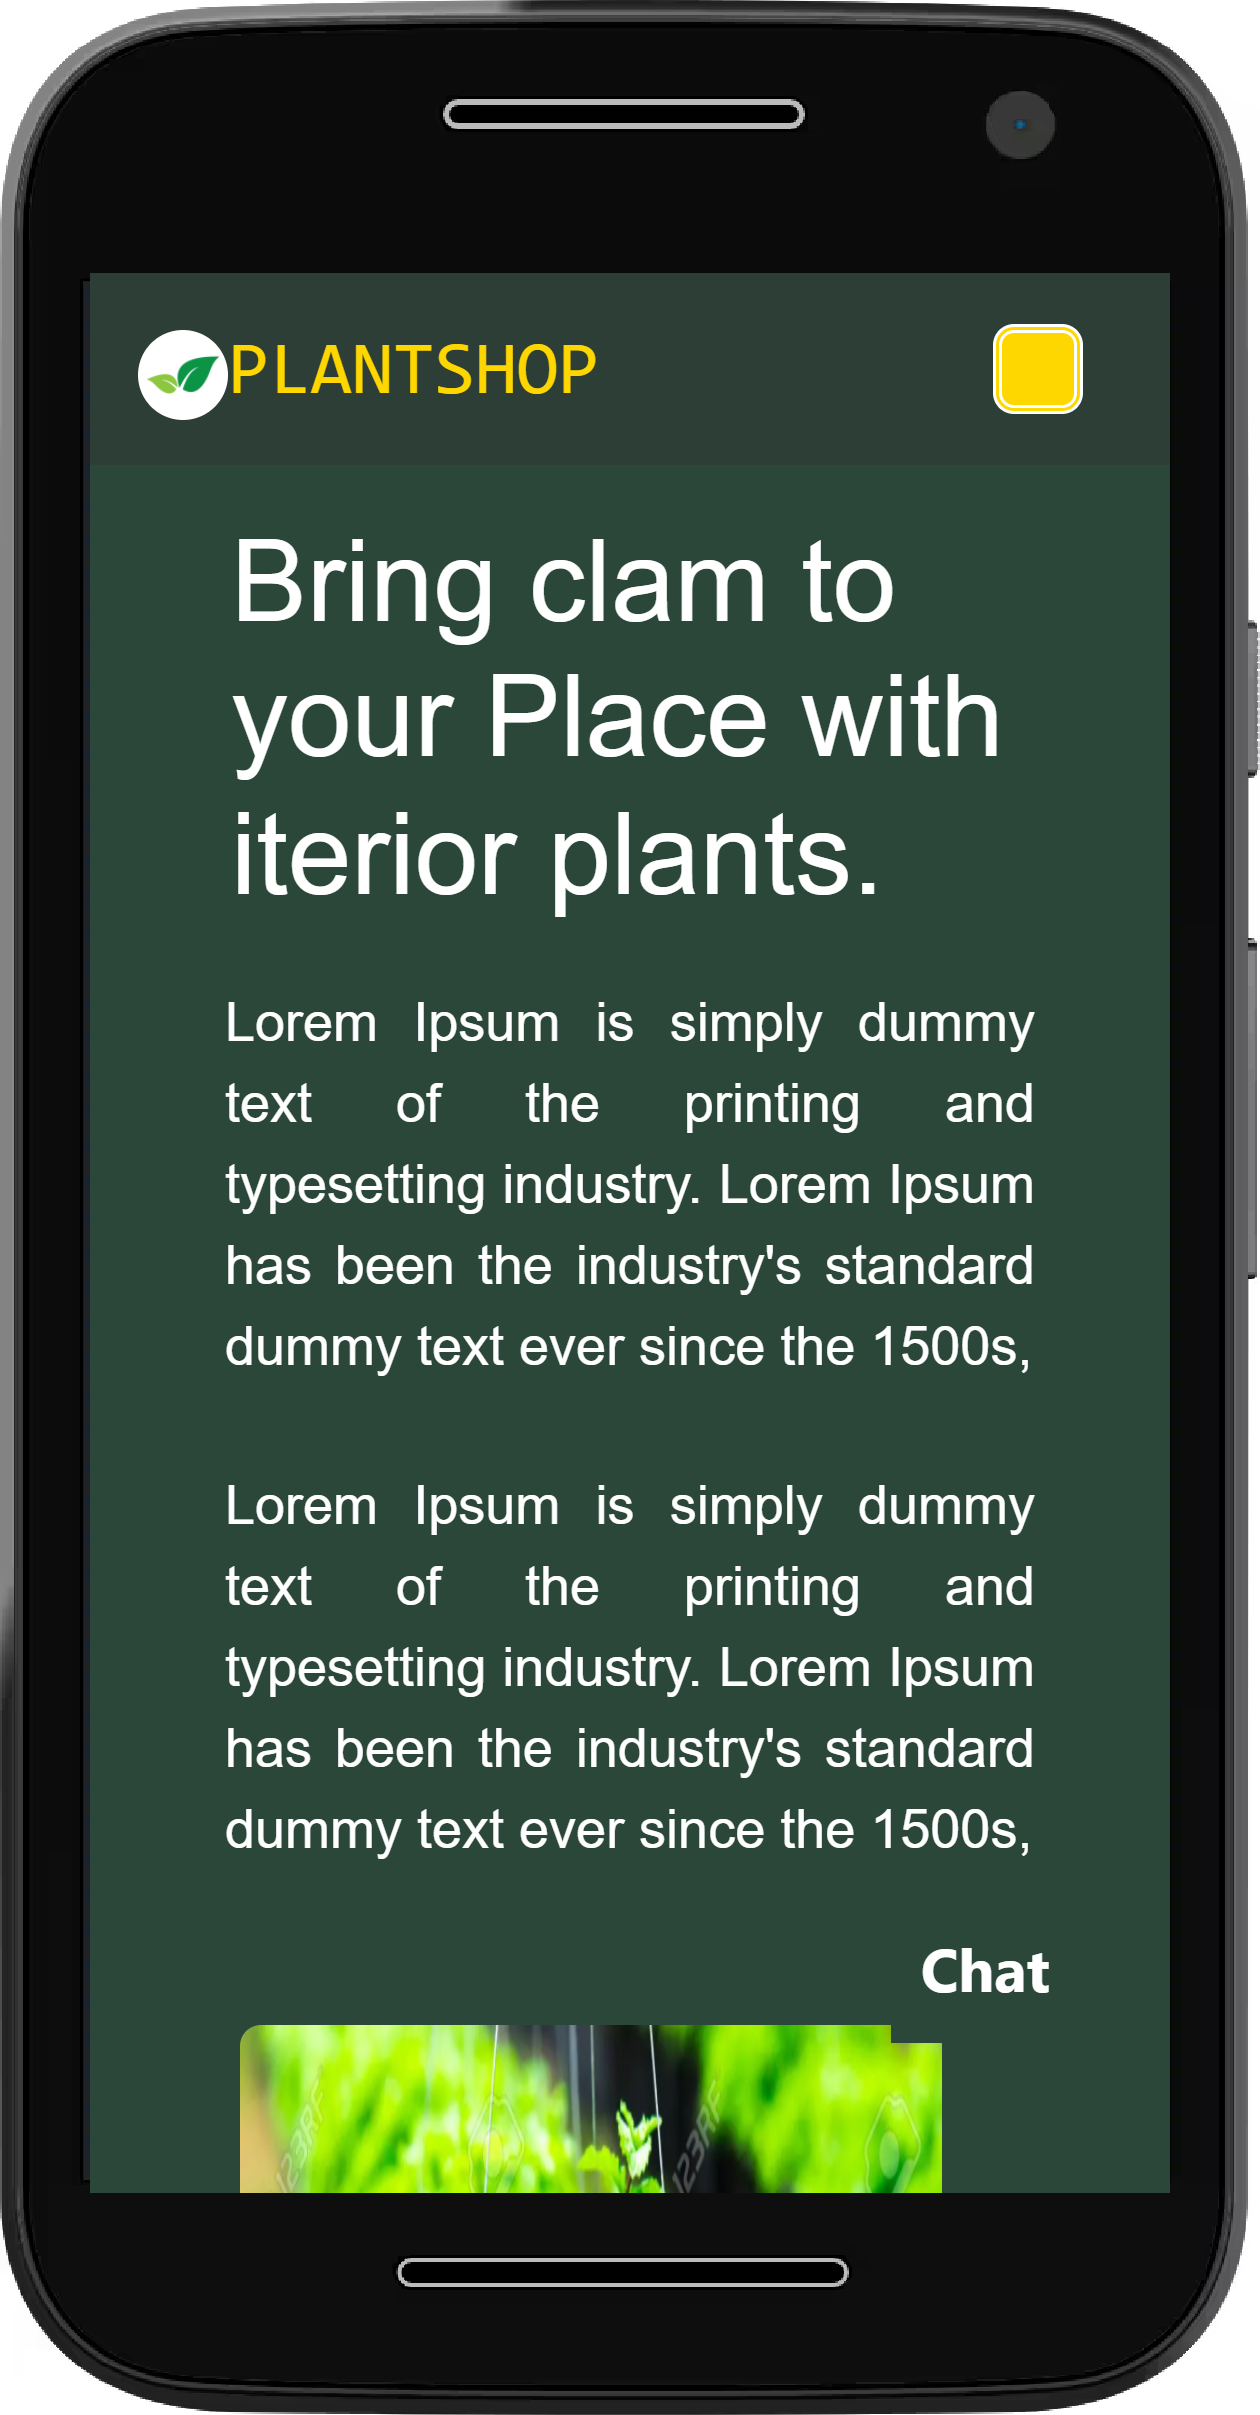 PLANTSHOP
Bring clam to
your Place with
iterior plants.
Lorem Ipsum is simply dummy
text of the printing and
typesetting industry. Lorem Ipsum
has been the industry's standard
dummy text ever since the 1500s,
Lorem Ipsum is simply dummy
text of the printing and
typesetting industry. Lorem Ipsum
has been the industry's standard
dummy text ever since the 1500s,
Chat
123RF
123RF